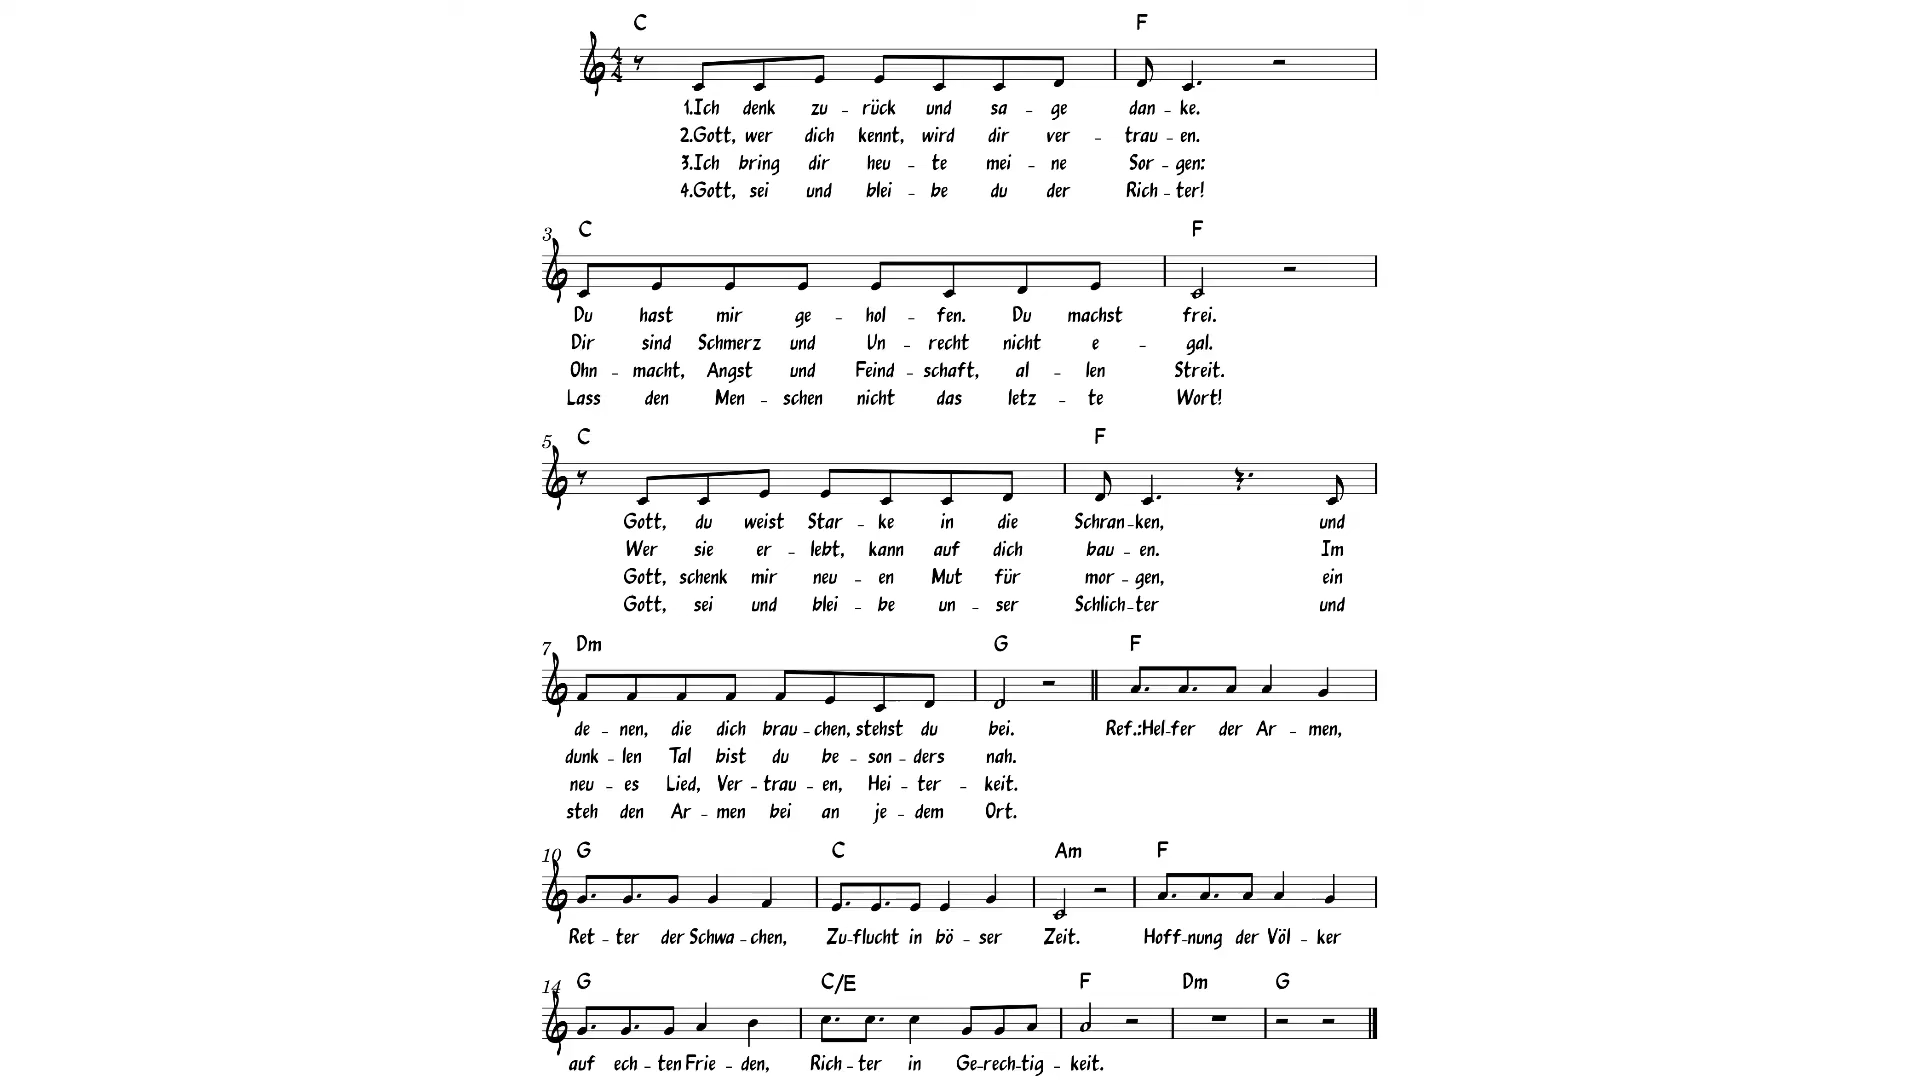 C F
4/4
1.Ich denk zu - rück und sa - ge dan - ke.
2.Gott, wer dich kennt, wird dir ver - trau - en.
3.Ich bring dir heu - te mei - ne Sor - gen:
4.Gott, sei und blei - be du der Rich - ter!
3 C F
Du hast mir ge - hol - fen. Du machst frei.
Dir sind Schmerz und Un - recht nicht e - gal.
Ohn - macht, Angst und Feind - schaft, al - len Streit.
Lass den Men - schen nicht das letz - te Wort!
5 C F
Gott, du weist Star - ke in die Schran - ken, und
Wer sie er - lebt, kann auf dich bau - en. Im
Gott, schenk mir neu - en Mut für mor - gen, ein
Gott, sei und blei - be un - ser Schlich - ter und
7 Dm G F
de - nen, die dich brau - chen, stehst du bei. Ref.:Hel - fer der Ar - men,
dunk - len Tal bist du be - son - ders nah.
neu - es Lied, Ver - trau - en, Hei - ter - keit.
steh den Ar - men bei an je - dem Ort.
10 G C Am F
Ret - ter der Schwa - chen, Zu - flucht in bö - ser Zeit. Hoff - nung der Völ - ker
14 G C/E F Dm G
auf ech - ten Frie - den, Rich - ter in Ge - rech - tig - keit.